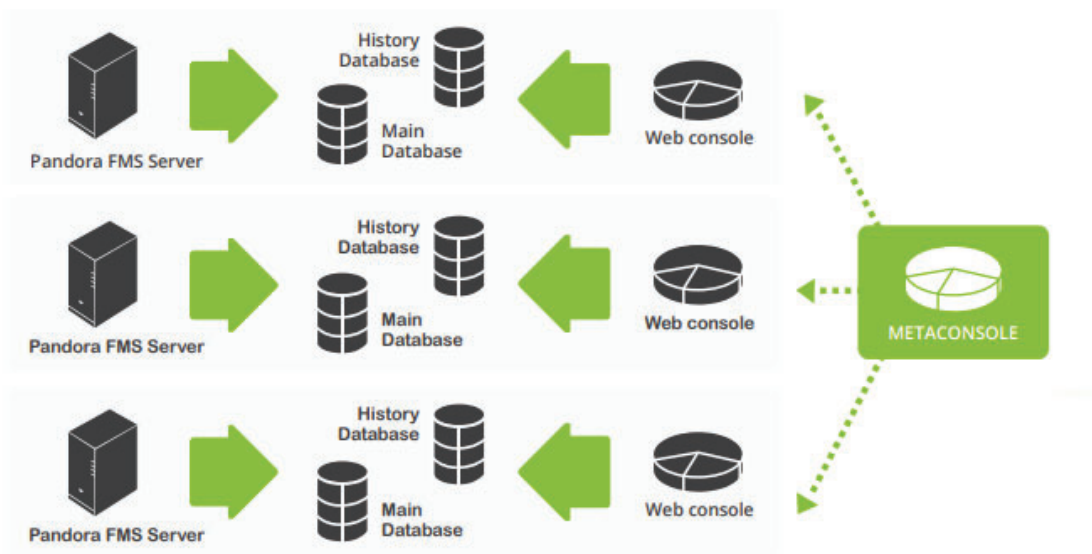 History
Database
Main
Database
Pandora FMS Server
Web console
History
Database
Main
Database
Pandora FMS Server
Web console
METACONSOLE
History
Database
Main
Database
Pandora FMS Server
Web console